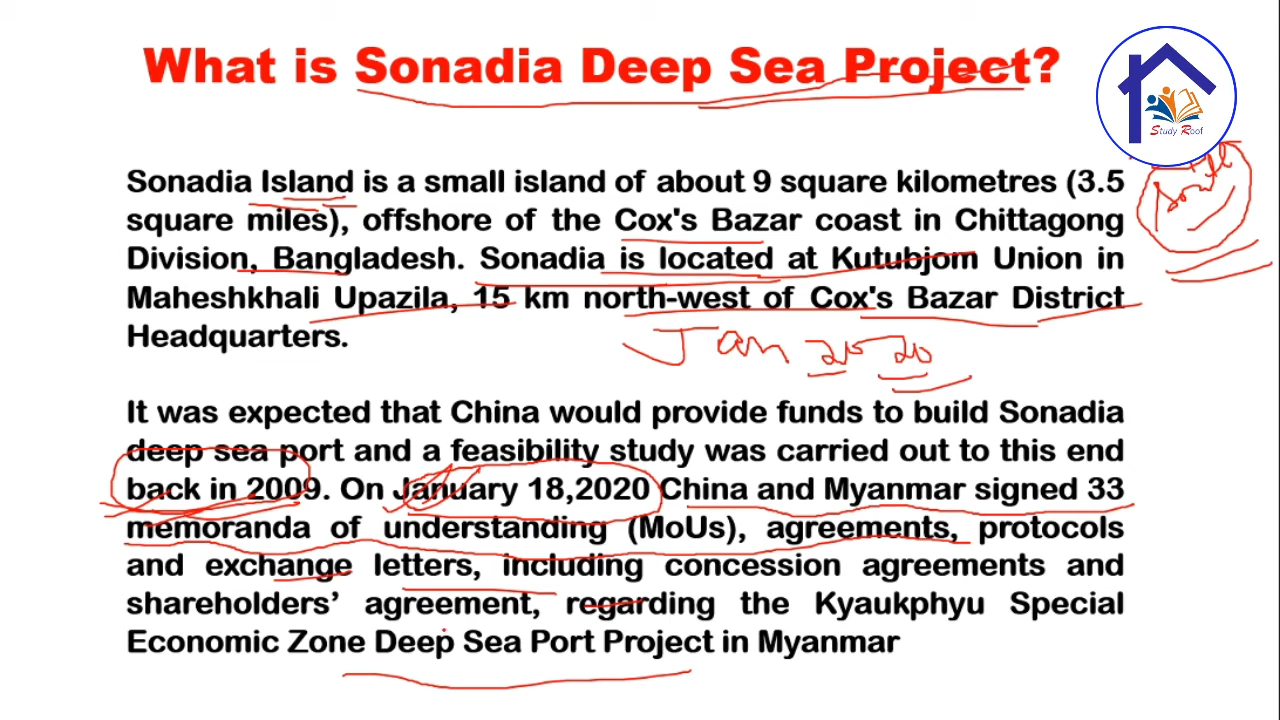 What is Sonadia Deep Sea Project?
Study Roof
Sonadia Island is a small island of about 9 square kilometres (3.5
square miles), offshore of the Cox's Bazar coast in Chittagong
Division, Bangladesh. Sonadia is located at Kutubjom Union in
Maheshkhali Upazila, 15 km north-west of Cox's Bazar District
Headquarters.
Jan 2020
It was expected that China would provide funds to build Sonadia
deep sea port and a feasibility study was carried out to this end
back in 2009. On January 18,2020 China and Myanmar signed 33
memoranda of understanding (MoUs), agreements, protocols
and exchange letters, including concession agreements and
shareholders’ agreement, regarding the Kyaukphyu Special
Economic Zone Deep Sea Port Project in Myanmar